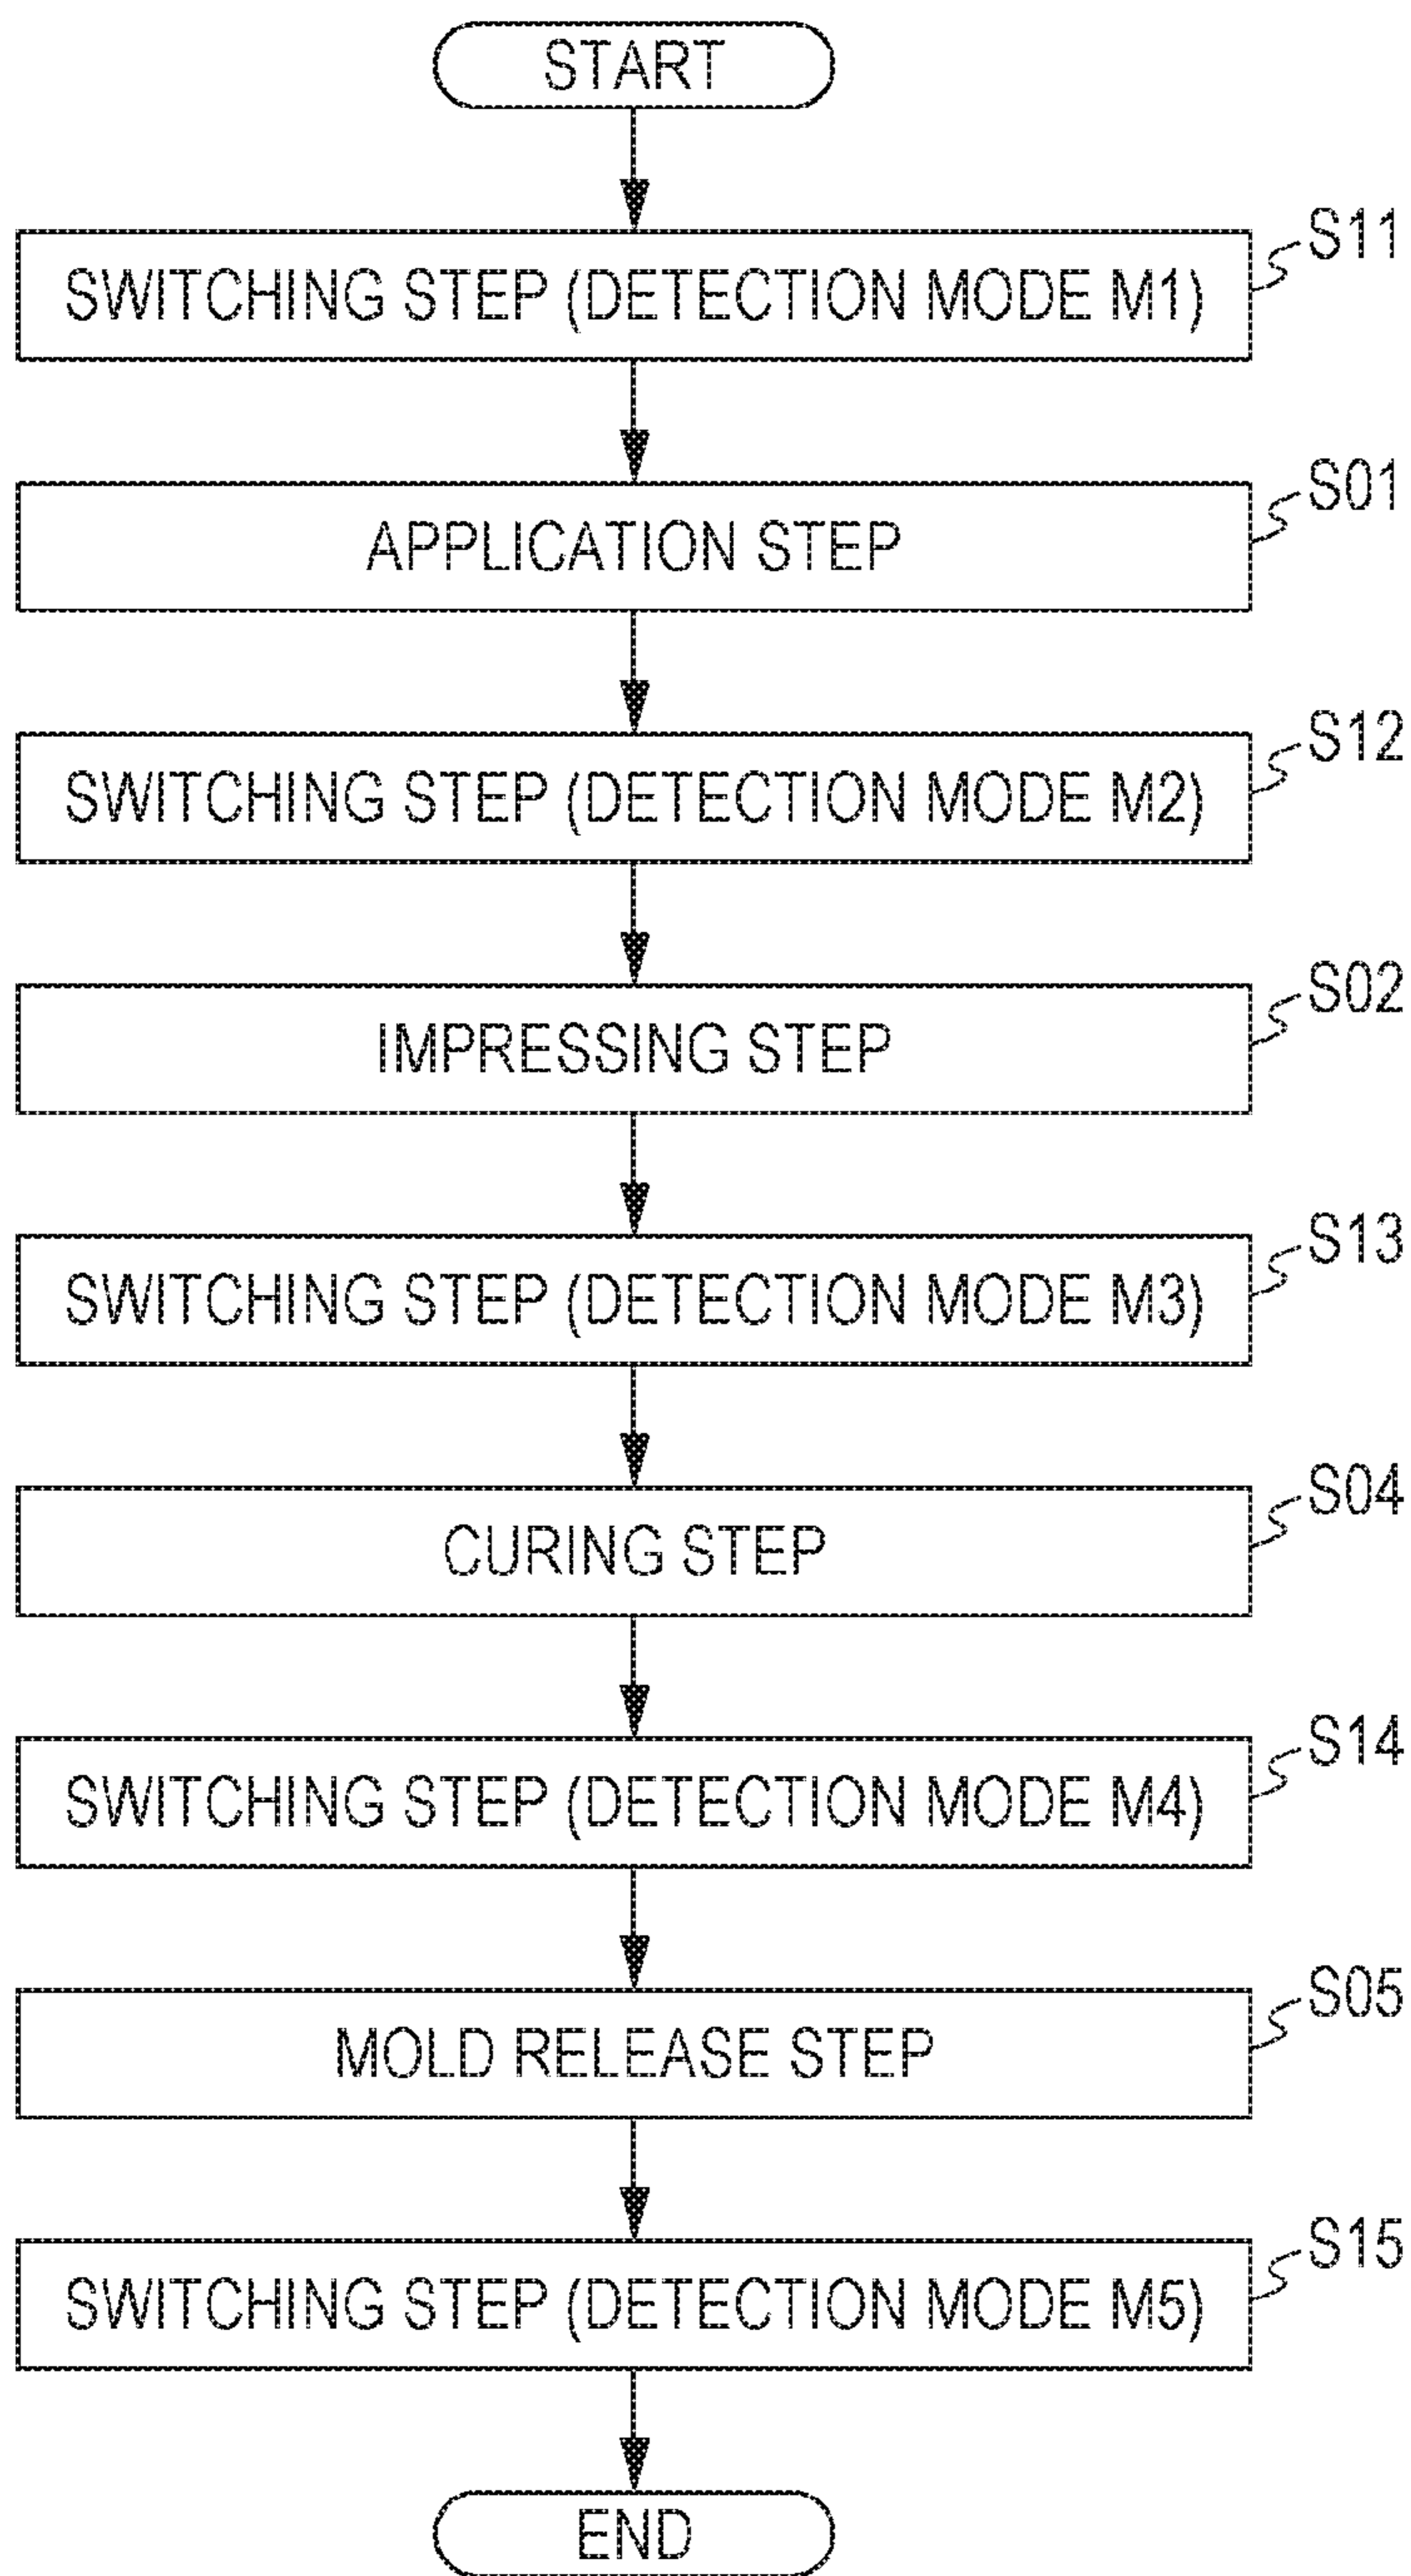 START
SWITCHING STEP (DETECTION MODE M1)
S11
APPLICATION STEP
S01
SWITCHING STEP (DETECTION MODE M2)
S12
IMPRESSING STEP
S02
SWITCHING STEP (DETECTION MODE M3)
S13
CURING STEP
S04
SWITCHING STEP (DETECTION MODE M4)
S14
MOLD RELEASE STEP
S05
SWITCHING STEP (DETECTION MODE M5)
S15
END